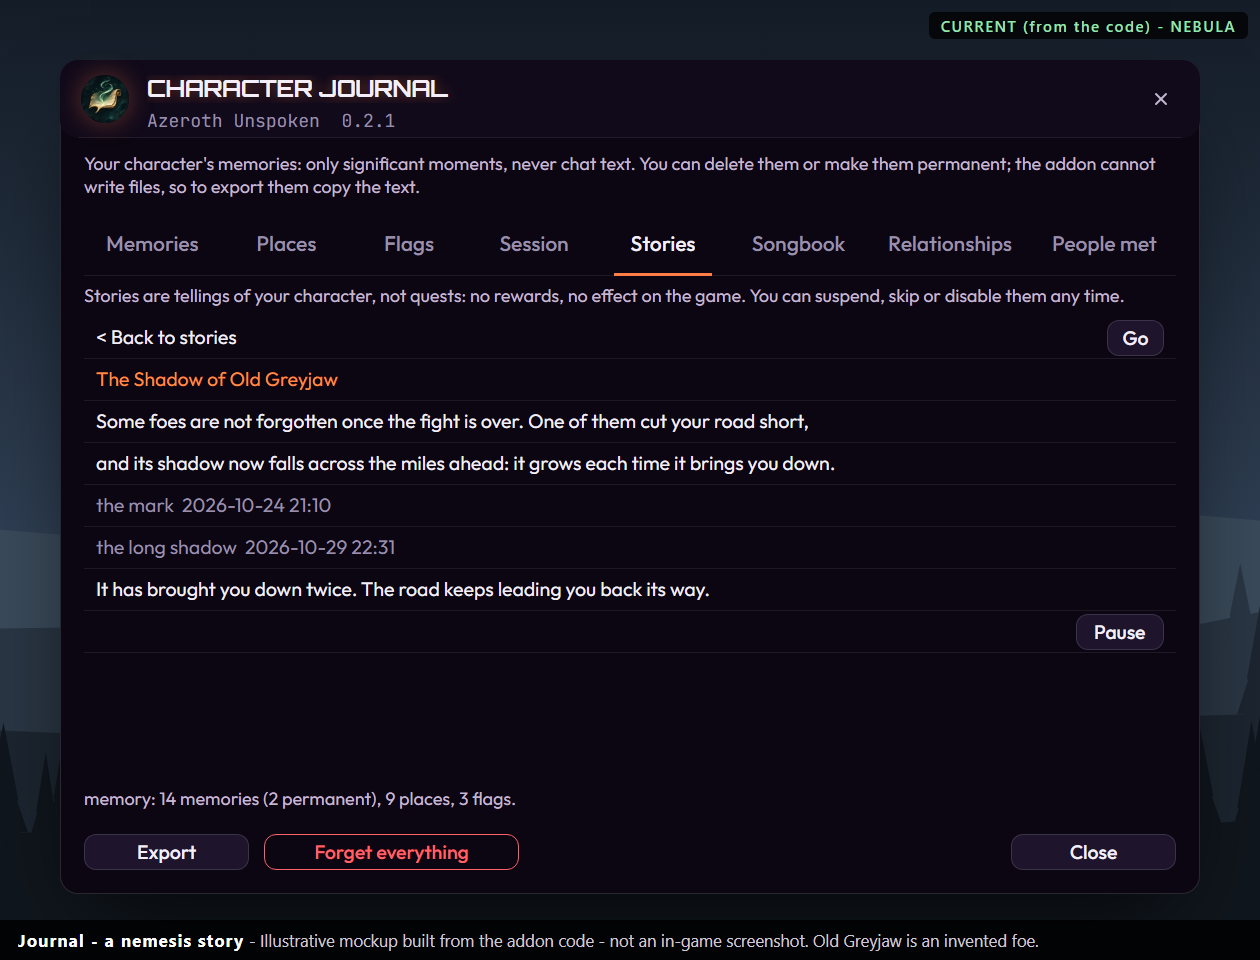 CURRENT (from the code) - NEBULA
CHARACTER JOURNAL
Azeroth Unspoken 0.2.1
Your character's memories: only significant moments, never chat text. You can delete them or make them permanent; the addon cannot
write files, so to export them copy the text.
Memories Places Flags Session Stories Songbook Relationships People met
Stories are tellings of your character, not quests: no rewards, no effect on the game. You can suspend, skip or disable them any time.
< Back to stories Go
The Shadow of Old Greyjaw
Some foes are not forgotten once the fight is over. One of them cut your road short,
and its shadow now falls across the miles ahead: it grows each time it brings you down.
the mark 2026-10-24 21:10
the long shadow 2026-10-29 22:31
It has brought you down twice. The road keeps leading you back its way.
Pause
memory: 14 memories (2 permanent), 9 places, 3 flags.
Export Forget everything Close
Journal - a nemesis story - Illustrative mockup built from the addon code - not an in-game screenshot. Old Greyjaw is an invented foe.